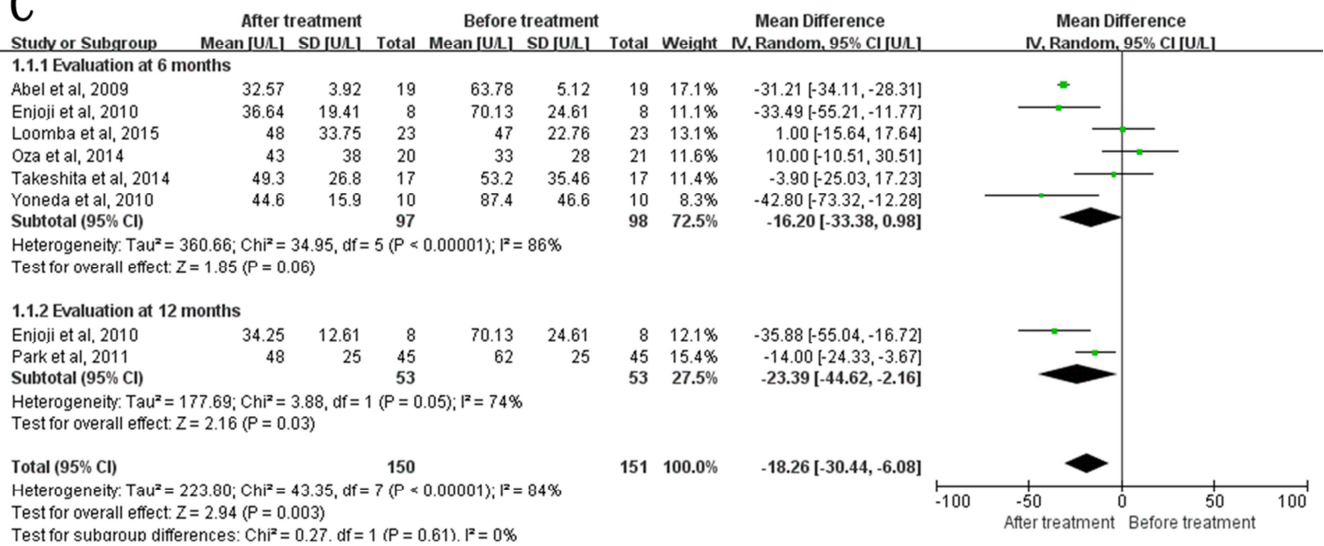 C
After treatment Before treatment Mean Difference Mean Difference
Study or Subgroup Mean [U/L] SD [U/L] Total Mean [U/L] SD [U/L] Total Weight IV, Random, 95% CI [U/L] IV, Random, 95% CI [U/L]
1.1.1 Evaluation at 6 months
Abel et al, 2009 32.57 3.92 19 63.78 5.12 19 17.1% -31.21 [-34.11, -28.31]
Enjoji et al, 2010 36.64 19.41 8 70.13 24.61 8 11.1% -33.49 [-55.21, -11.77]
Loomba et al, 2015 48 33.75 23 47 22.76 23 13.1% 1.00 [-15.64, 17.64]
Oza et al, 2014 43 38 20 33 28 21 11.6% 10.00 [-10.51, 30.51]
Takeshita et al, 2014 49.3 26.8 17 53.2 35.46 17 11.4% -3.90 [-25.03, 17.23]
Yoneda et al, 2010 44.6 15.9 10 87.4 46.6 10 8.3% -42.80 [-73.32, -12.28]
Subtotal (95% CI) 97 98 72.5% -16.20 [-33.38, 0.98]
Heterogeneity: Tau² = 360.66; Chi² = 34.95, df = 5 (P < 0.00001); I² = 86%
Test for overall effect: Z = 1.85 (P = 0.06)
1.1.2 Evaluation at 12 months
Enjoji et al, 2010 34.25 12.61 8 70.13 24.61 8 12.1% -35.88 [-55.04, -16.72]
Park et al, 2011 48 25 45 62 25 45 15.4% -14.00 [-24.33, -3.67]
Subtotal (95% CI) 53 53 27.5% -23.39 [-44.62, -2.16]
Heterogeneity: Tau² = 177.69; Chi² = 3.88, df = 1 (P = 0.05); I² = 74%
Test for overall effect: Z = 2.16 (P = 0.03)
Total (95% CI) 150 151 100.0% -18.26 [-30.44, -6.08]
Heterogeneity: Tau² = 223.80; Chi² = 43.35, df = 7 (P < 0.00001); I² = 84%
Test for overall effect: Z = 2.94 (P = 0.003)
Test for subgroup differences: Chi² = 0.27, df = 1 (P = 0.61), I² = 0%
-100 -50 0 50 100
After treatment Before treatment